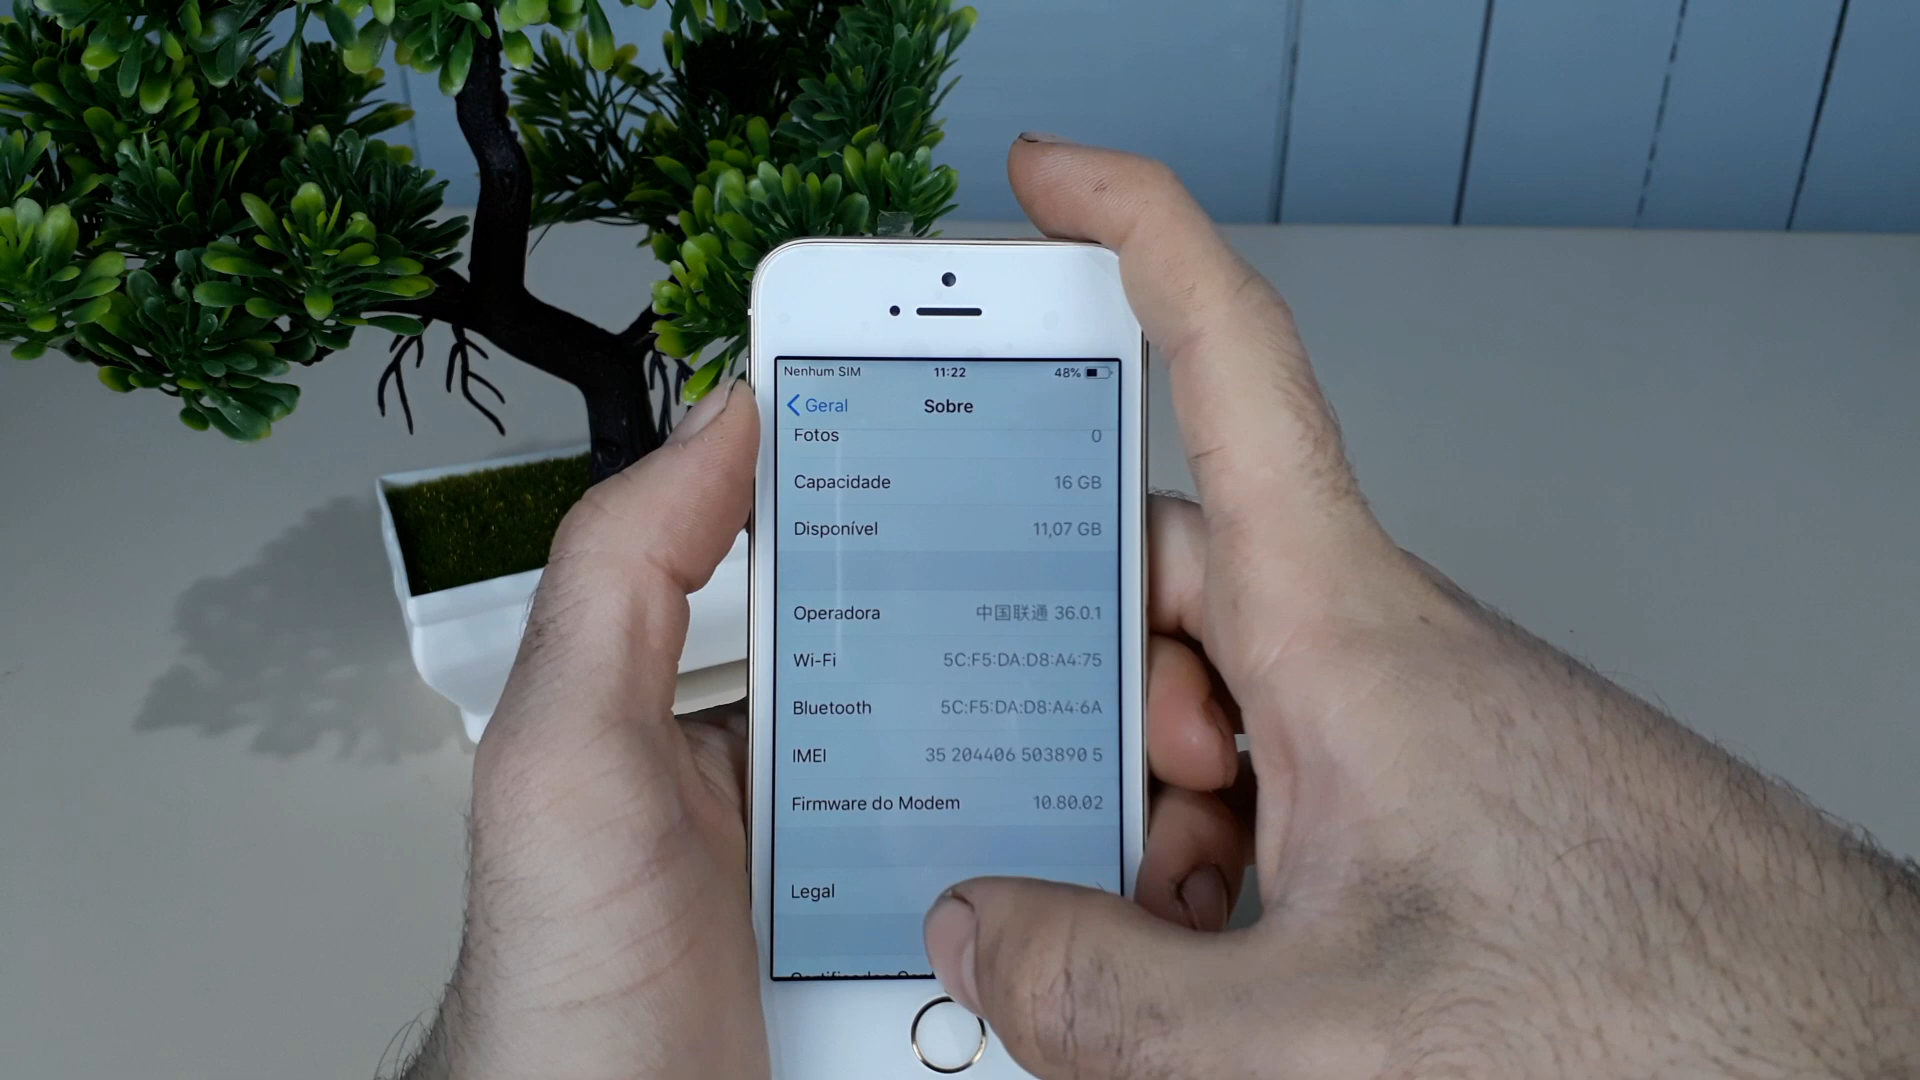 Nenhum SIM 11:22 48%
Geral Sobre
Fotos 0
Capacidade 16 GB
Disponível 11,07 GB
Operadora 中国联通 36.0.1
Wi-Fi 5C:F5:DA:D8:A4:75
Bluetooth 5C:F5:DA:D8:A4:6A
IMEI 35 204406 503890 5
Firmware do Modem 10.80.02
Legal